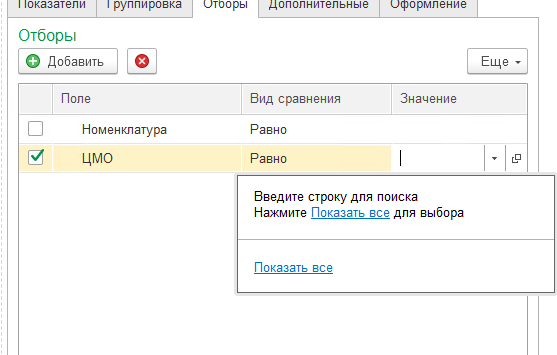 Показатели Группировка Отборы Дополнительные Оформление
Отборы
Добавить Еще
Поле Вид сравнения Значение
Номенклатура Равно
ЦМО Равно
Введите строку для поиска
Нажмите Показать все для выбора
Показать все